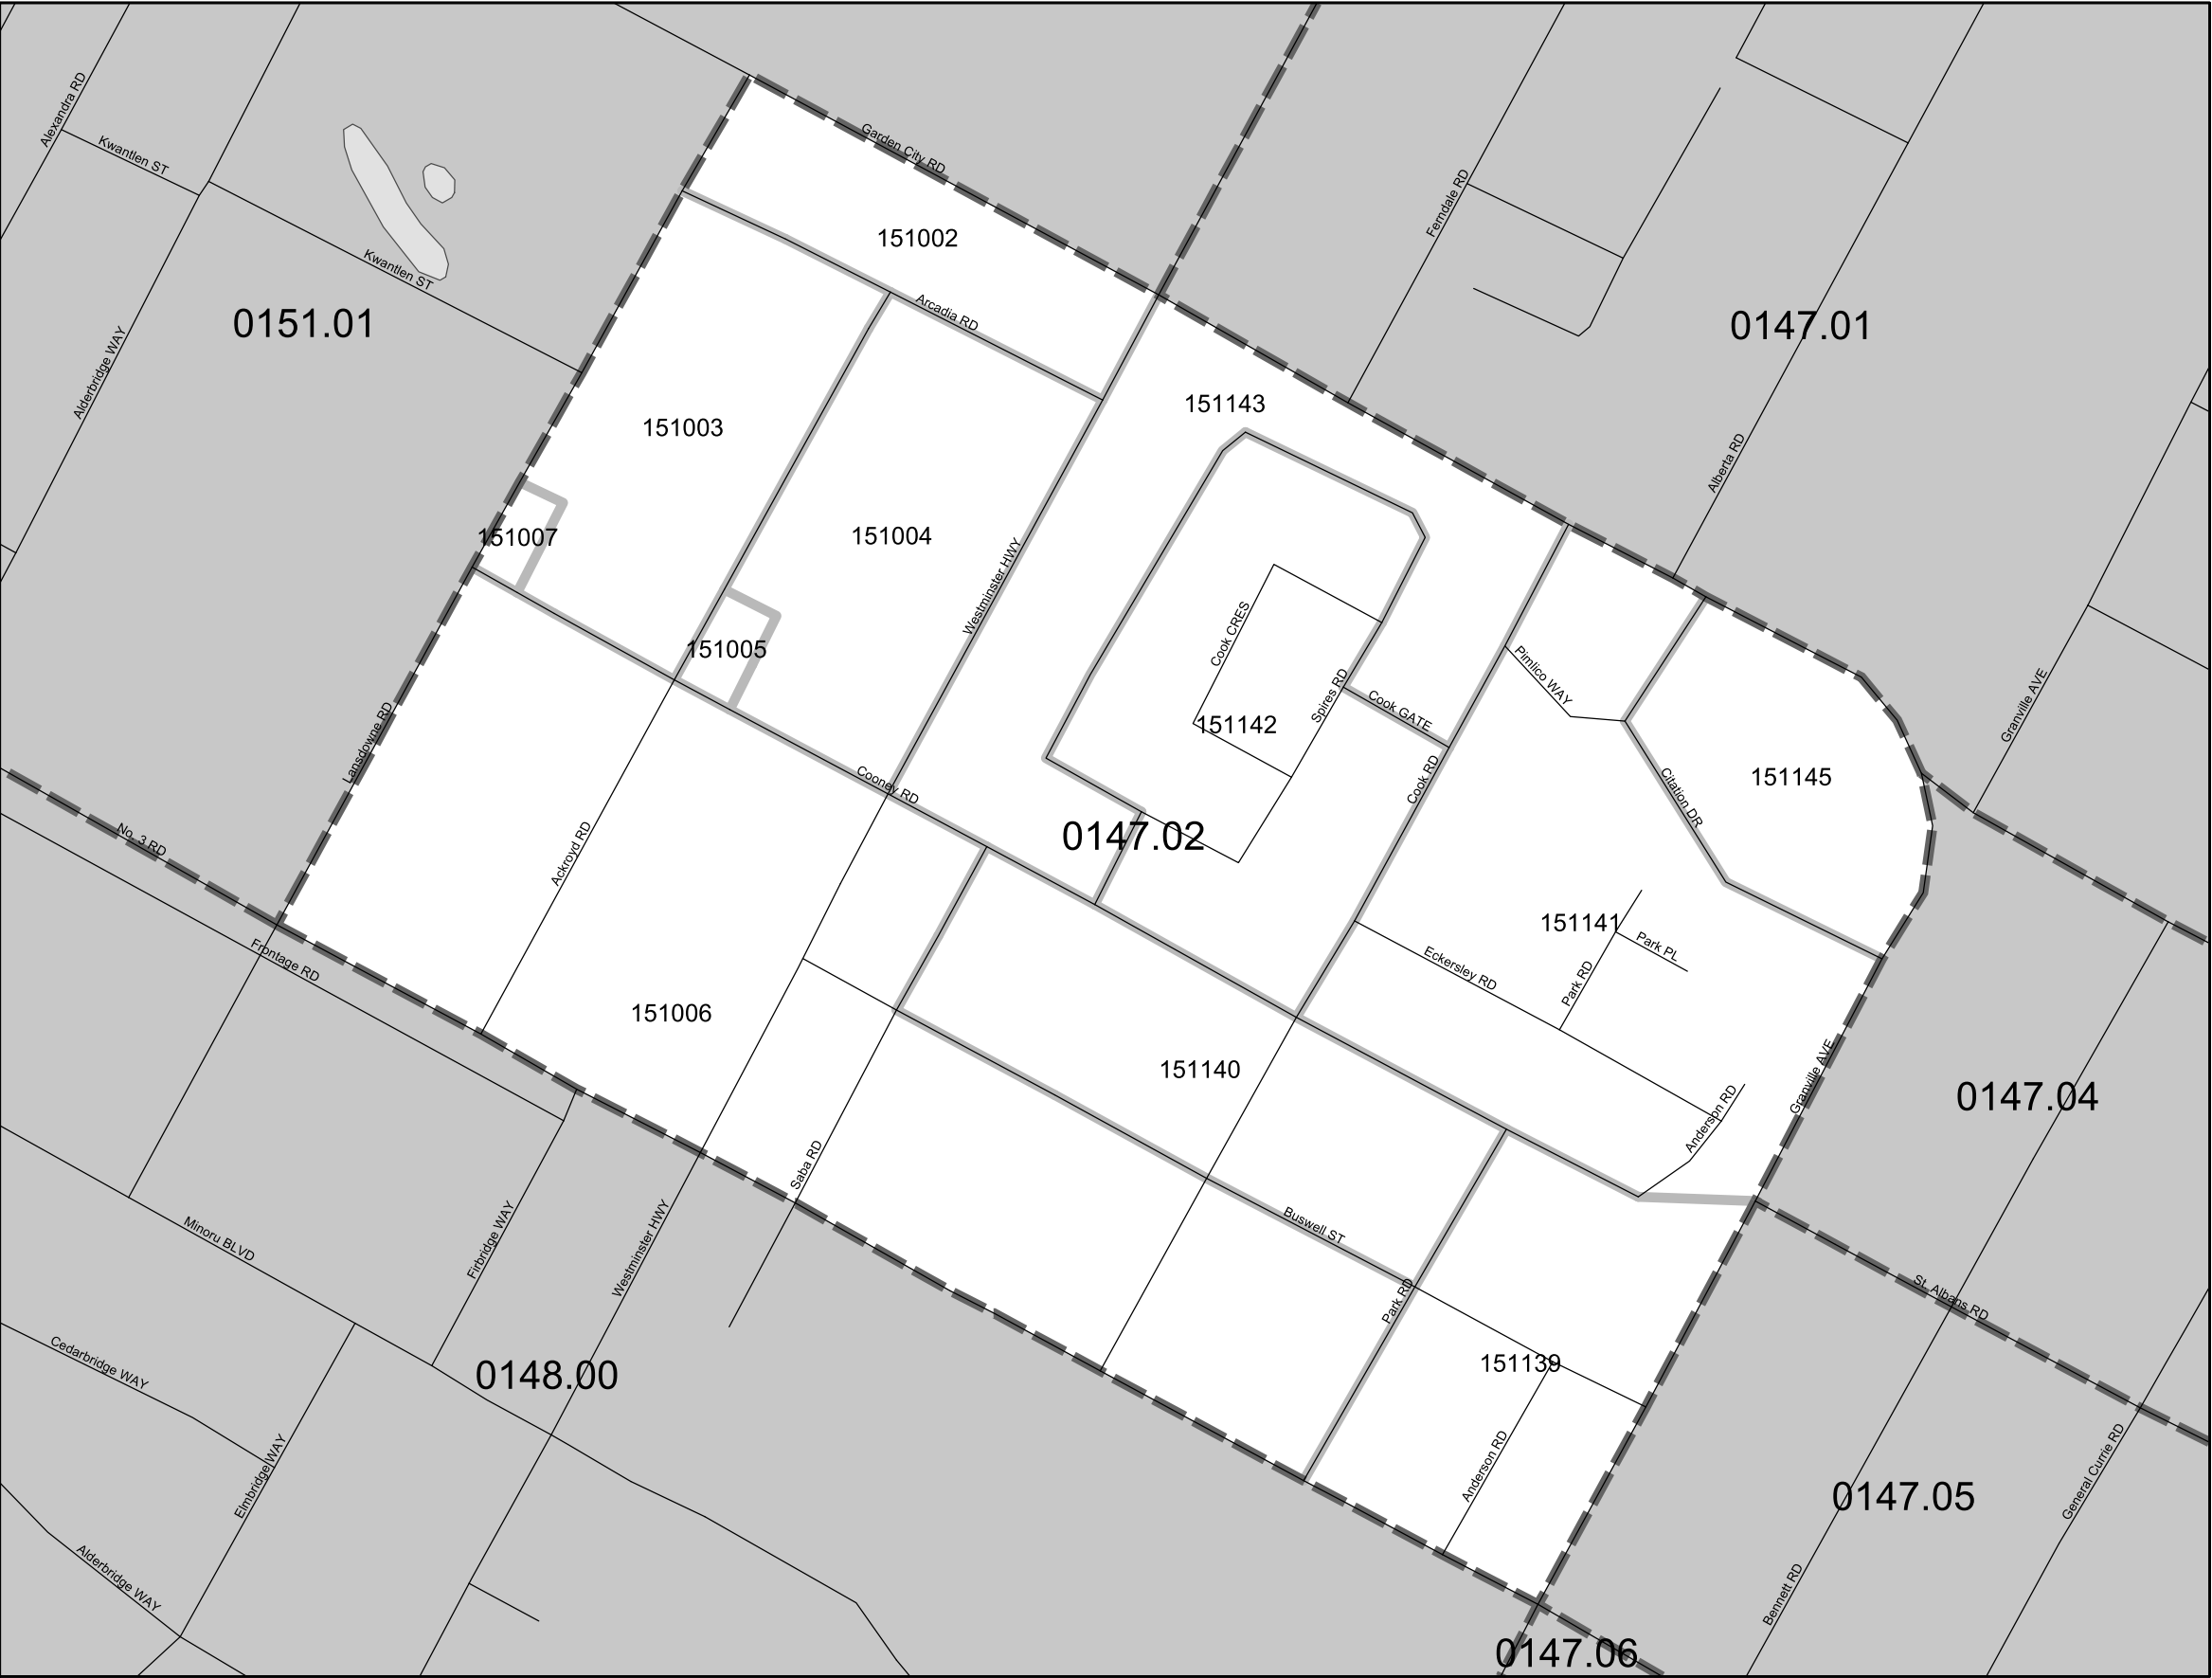 Alexandra RD
Kwantlen ST
Garden City RD
Ferndale RD
151002
Kwantlen ST
0151.01
Arcadia RD
0147.01
Alderbridge WAY
151003
151143
Alberta RD
151007
151004
Westminster HWY
Cook CRES
151005
Pimlico WAY
Spires RD
Cook GATE
151142
Granville AVE
Lansdowne RD
Cooney RD
Cook RD
Citation DR
151145
No. 3 RD
Ackroyd RD
0147.02
151141
Park PL
Frontage RD
Eckersley RD
Park RD
151006
151140
Granville AVE
0147.04
Anderson RD
Saba RD
Minoru BLVD
Firbridge WAY
Westminster HWY
Buswell ST
Park RD
St. Albans RD
Cedarbridge WAY
0148.00
151139
Elmbridge WAY
Anderson RD
General Currie RD
0147.05
Alderbridge WAY
Bennett RD
0147.06